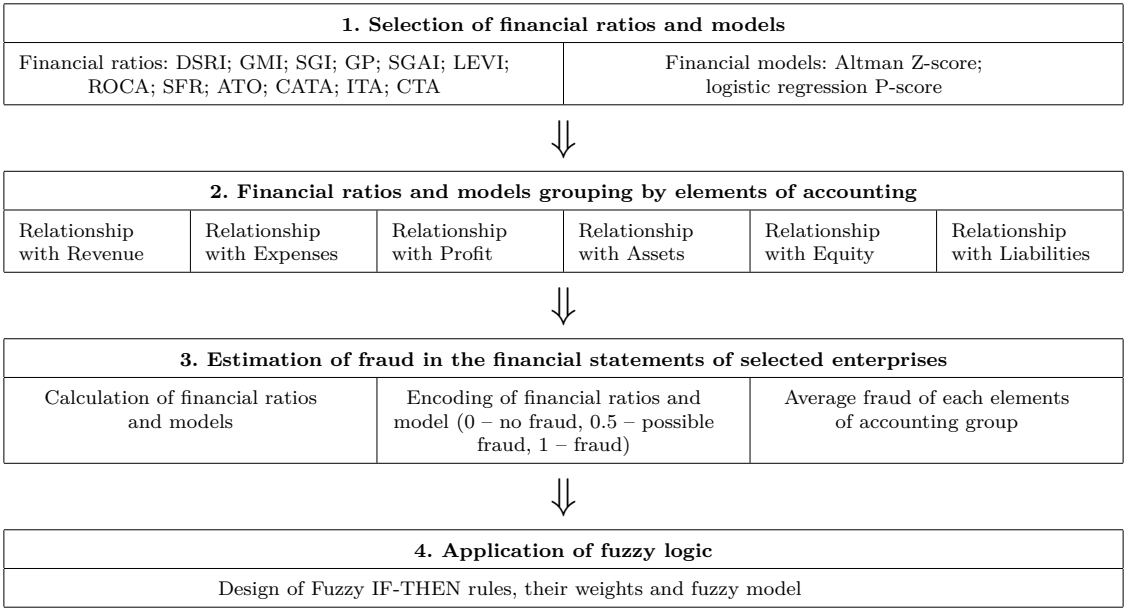 1. Selection of financial ratios and models
Financial ratios: DSRI; GMI; SGI; GP; SGAI; LEVI;
ROCA; SFR; ATO; CATA; ITA; CTA
Financial models: Altman Z-score;
logistic regression P-score
⇓
2. Financial ratios and models grouping by elements of accounting
Relationship
with Revenue
Relationship
with Expenses
Relationship
with Profit
Relationship
with Assets
Relationship
with Equity
Relationship
with Liabilities
⇓
3. Estimation of fraud in the financial statements of selected enterprises
Calculation of financial ratios
and models
Encoding of financial ratios and
model (0 – no fraud, 0.5 – possible
fraud, 1 – fraud)
Average fraud of each elements
of accounting group
⇓
4. Application of fuzzy logic
Design of Fuzzy IF-THEN rules, their weights and fuzzy model